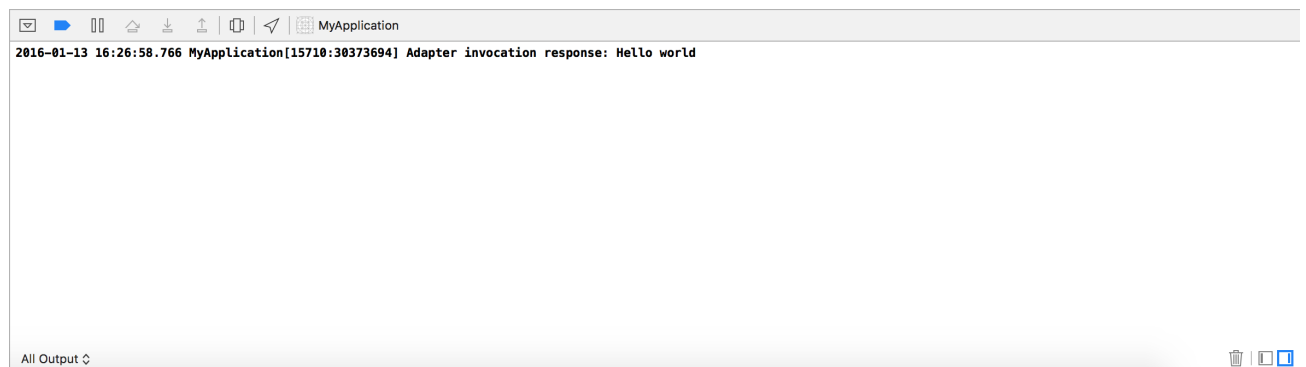 MyApplication
2016-01-13 16:26:58.766 MyApplication[15710:30373694] Adapter invocation response: Hello world
All Output